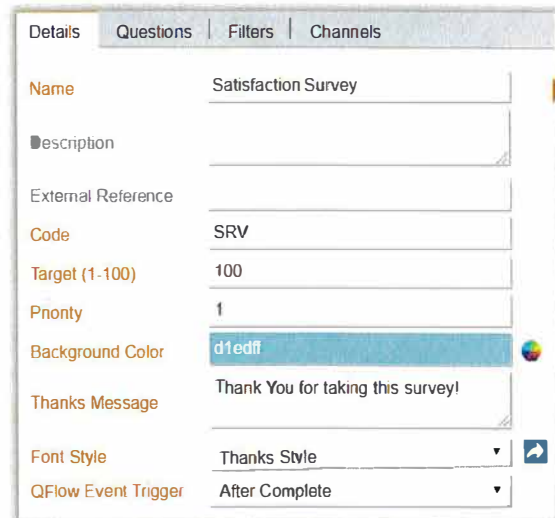 Details Questions | Filters | Channels
Name Satisfaction Survey
Description
External Reference
Code SRV
Target (1-100) 100
Priority 1
Background Color d1edff
Thanks Message Thank You for taking this survey!
Font Style Thanks Style
QFlow Event Trigger After Complete